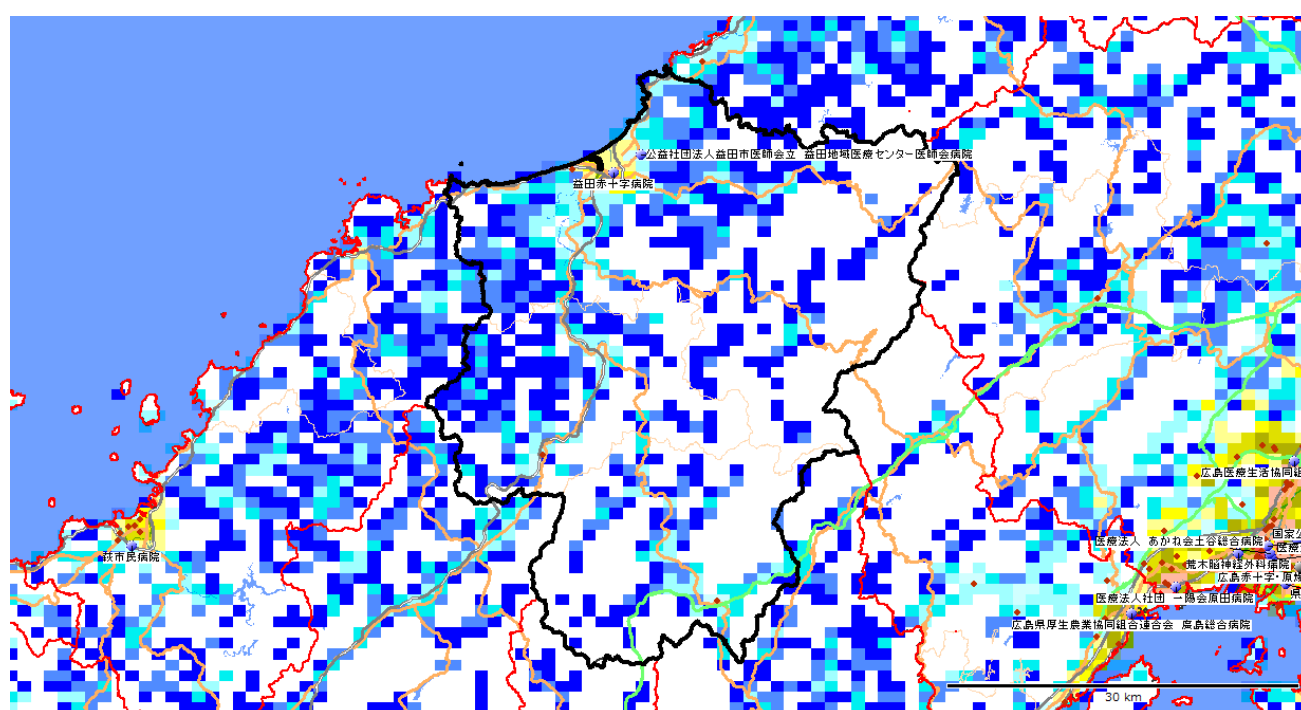 公益社団法人益田市医師会立 益田地域医療センター医師会病院
益田赤十字病院
広島医療生活協同組
萩市民病院
国家公
医療法人 あかね会土谷総合病院
医療
荒木脳神経外科病院
広島赤十字・原爆
医療法人社団 一陽会原田病院
県
広島県厚生農業協同組合連合会 廣島総合病院
30 km